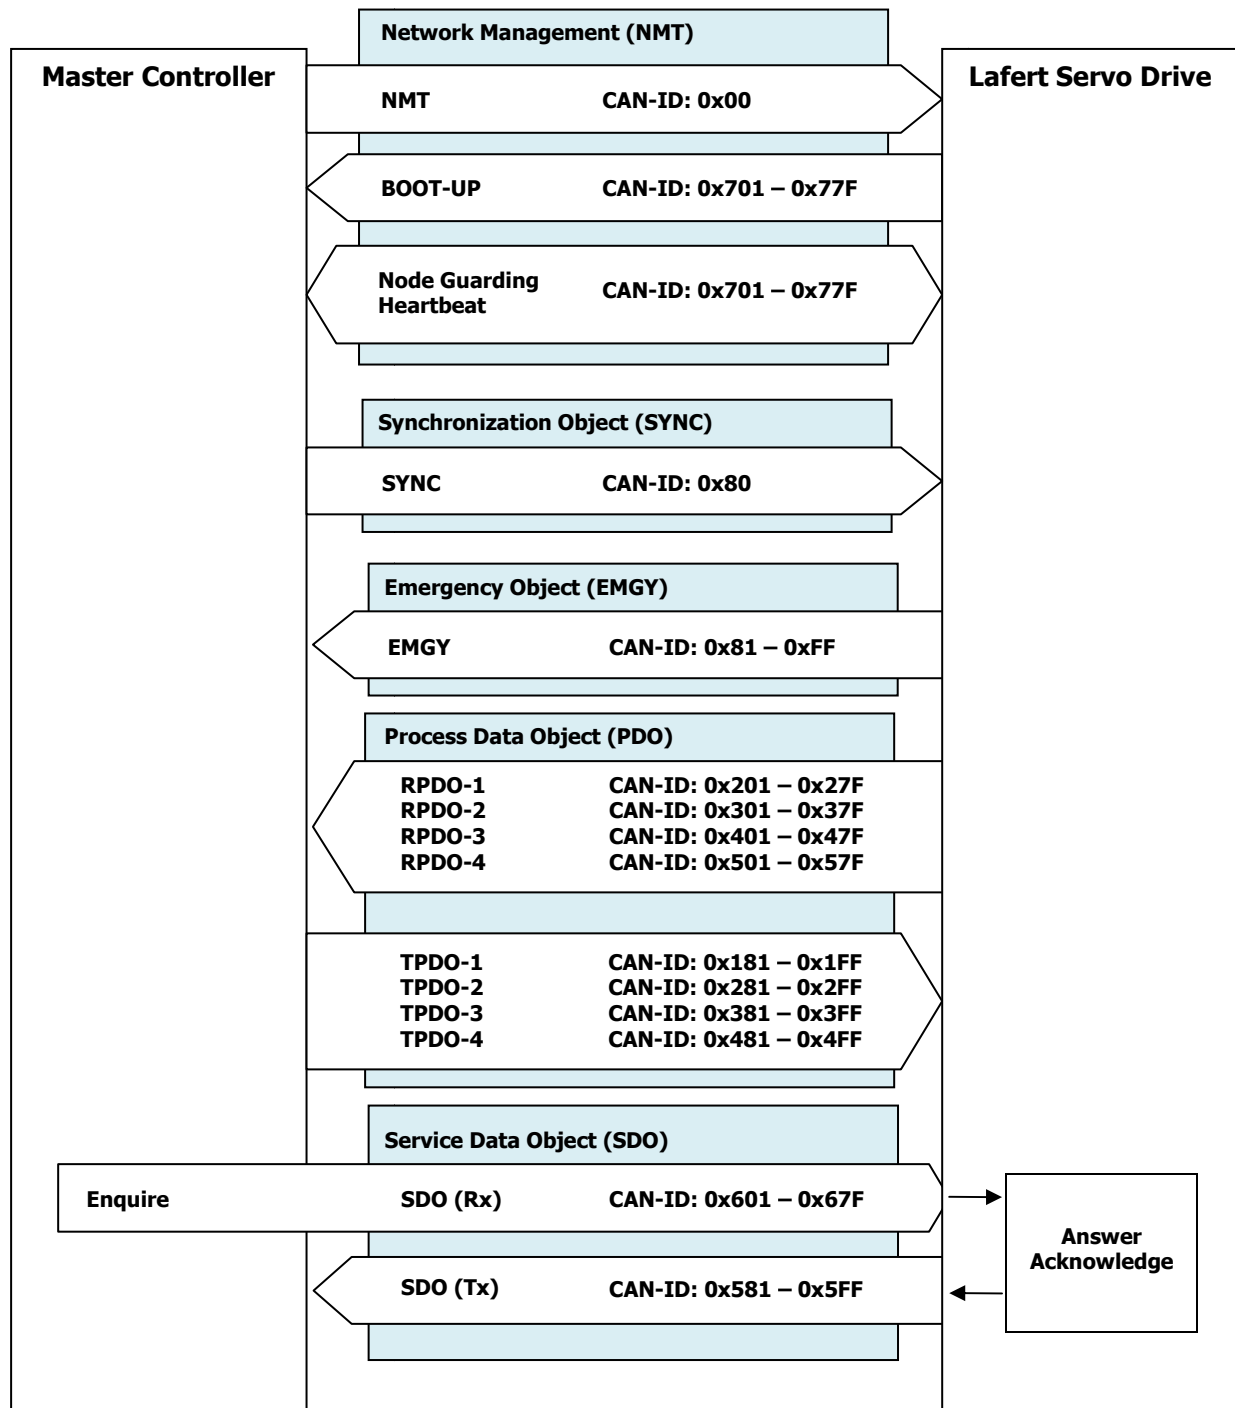 Network Management (NMT)
Master Controller
Lafert Servo Drive
NMT CAN-ID: 0x00
BOOT-UP CAN-ID: 0x701 – 0x77F
Node Guarding
Heartbeat
CAN-ID: 0x701 – 0x77F
Synchronization Object (SYNC)
SYNC CAN-ID: 0x80
Emergency Object (EMGY)
EMGY CAN-ID: 0x81 – 0xFF
Process Data Object (PDO)
RPDO-1 CAN-ID: 0x201 – 0x27F
RPDO-2 CAN-ID: 0x301 – 0x37F
RPDO-3 CAN-ID: 0x401 – 0x47F
RPDO-4 CAN-ID: 0x501 – 0x57F
TPDO-1 CAN-ID: 0x181 – 0x1FF
TPDO-2 CAN-ID: 0x281 – 0x2FF
TPDO-3 CAN-ID: 0x381 – 0x3FF
TPDO-4 CAN-ID: 0x481 – 0x4FF
Service Data Object (SDO)
Enquire SDO (Rx) CAN-ID: 0x601 – 0x67F
Answer
Acknowledge
SDO (Tx) CAN-ID: 0x581 – 0x5FF